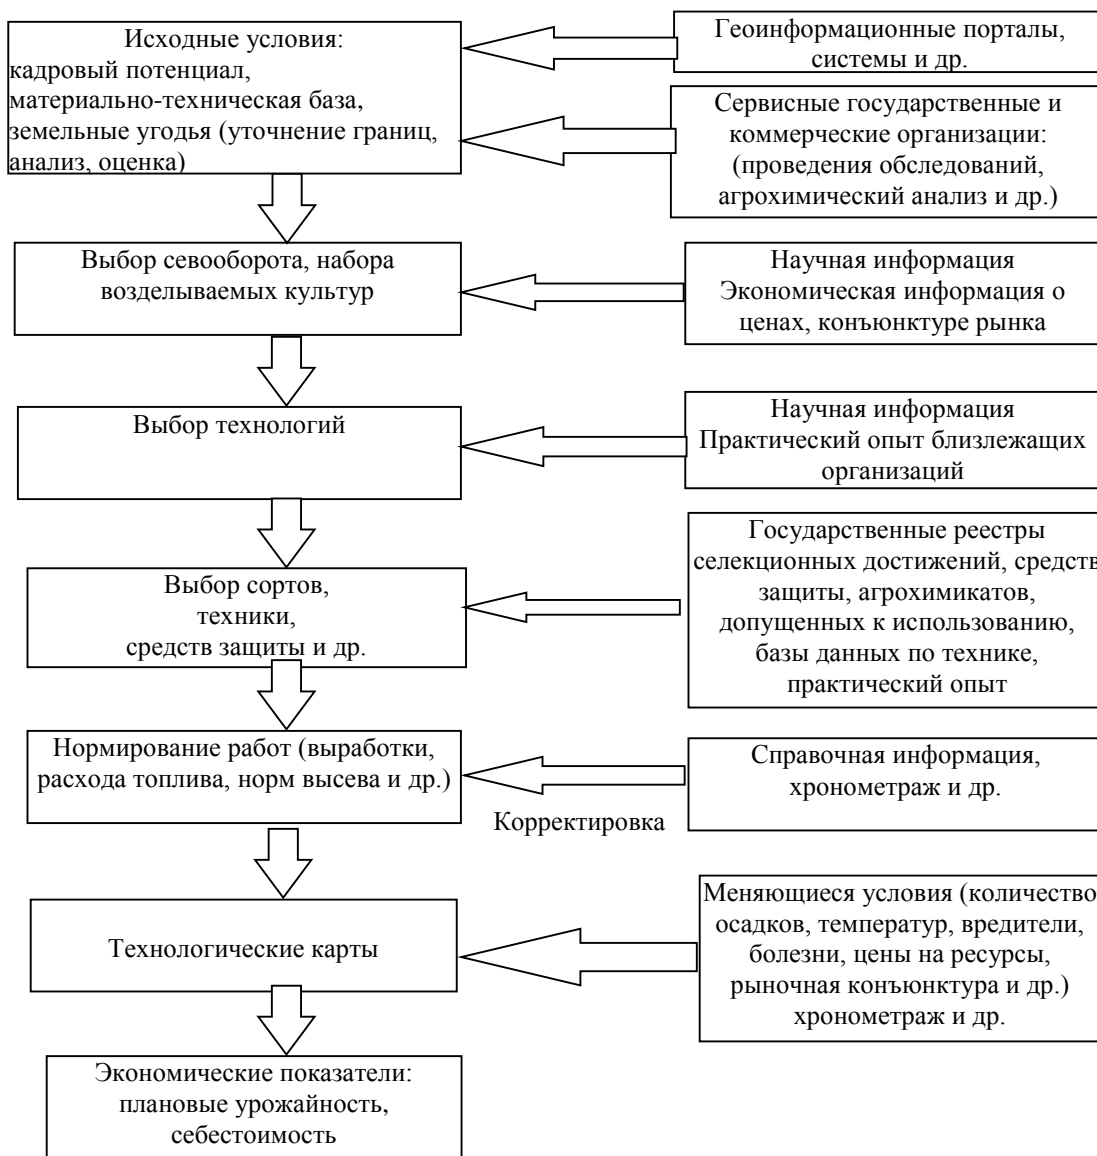 Исходные условия:
кадровый потенциал,
материально-техническая база,
земельные угодья (уточнение границ,
анализ, оценка)
Геоинформационные порталы,
системы и др.
Сервисные государственные и
коммерческие организации:
(проведения обследований,
агрохимический анализ и др.)
Выбор севооборота, набора
возделываемых культур
Научная информация
Экономическая информация о
ценах, конъюнктуре рынка
Выбор технологий
Научная информация
Практический опыт близлежащих
организаций
Выбор сортов,
техники,
средств защиты и др.
Государственные реестры
селекционных достижений, средств
защиты, агрохимикатов,
допущенных к использованию,
базы данных по технике,
практический опыт
Нормирование работ (выработки,
расхода топлива, норм высева и др.)
Справочная информация,
хронометраж и др.
Корректировка
Технологические карты
Меняющиеся условия (количество
осадков, температур, вредители,
болезни, цены на ресурсы,
рыночная конъюнктура и др.)
хронометраж и др.
Экономические показатели:
плановые урожайность,
себестоимость